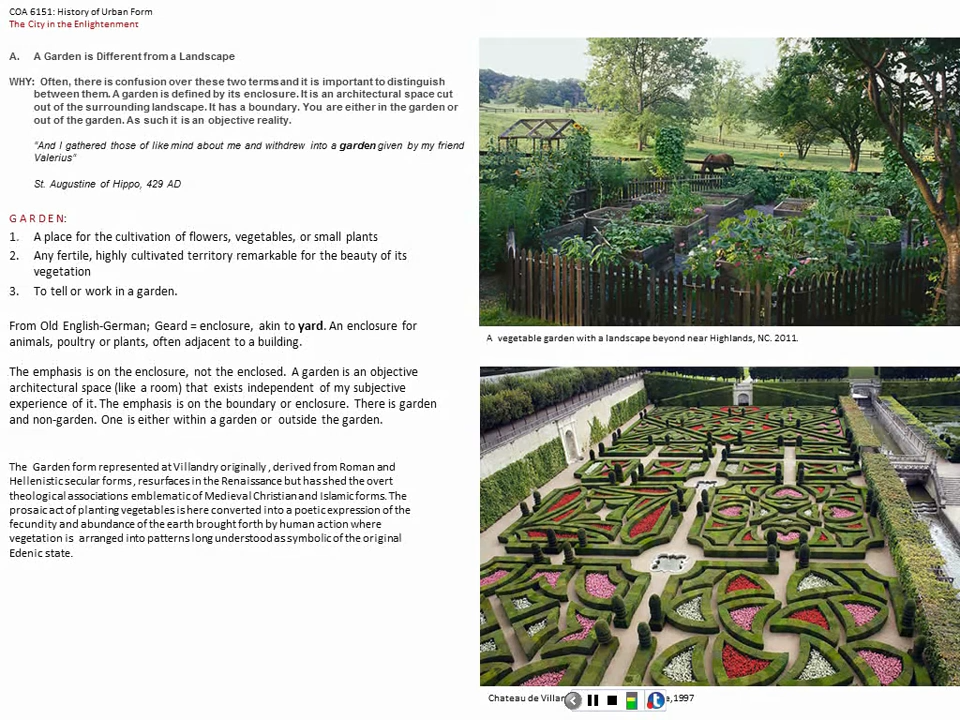 COA 6151: History of Urban Form
The City in the Enlightenment
A. A Garden is Different from a Landscape
WHY: Often, there is confusion over these two terms and it is important to distinguish
between them. A garden is defined by its enclosure. It is an architectural space cut
out of the surrounding landscape. It has a boundary. You are either in the garden or
out of the garden. As such it is an objective reality.
"And I gathered those of like mind about me and withdrew into a garden given by my friend
Valerius"
St. Augustine of Hippo, 429 AD
GARDEN:
1. A place for the cultivation of flowers, vegetables, or small plants
2. Any fertile, highly cultivated territory remarkable for the beauty of its
vegetation
3. To tell or work in a garden.
From Old English-German; Geard = enclosure, akin to yard. An enclosure for
animals, poultry or plants, often adjacent to a building.
The emphasis is on the enclosure, not the enclosed. A garden is an objective
architectural space (like a room) that exists independent of my subjective
experience of it. The emphasis is on the boundary or enclosure. There is garden
and non-garden. One is either within a garden or outside the garden.
The Garden form represented at Villandry originally, derived from Roman and
Hellenistic secular forms, resurfaces in the Renaissance but has shed the overt
theological associations emblematic of Medieval Christian and Islamic forms. The
prosaic act of planting vegetables is here converted into a poetic expression of the
fecundity and abundance of the earth brought forth by human action where
vegetation is arranged into patterns long understood as symbolic of the original
Edenic state.
A vegetable garden with a landscape beyond near Highlands, NC. 2011.
Chateau de Villan e,1997